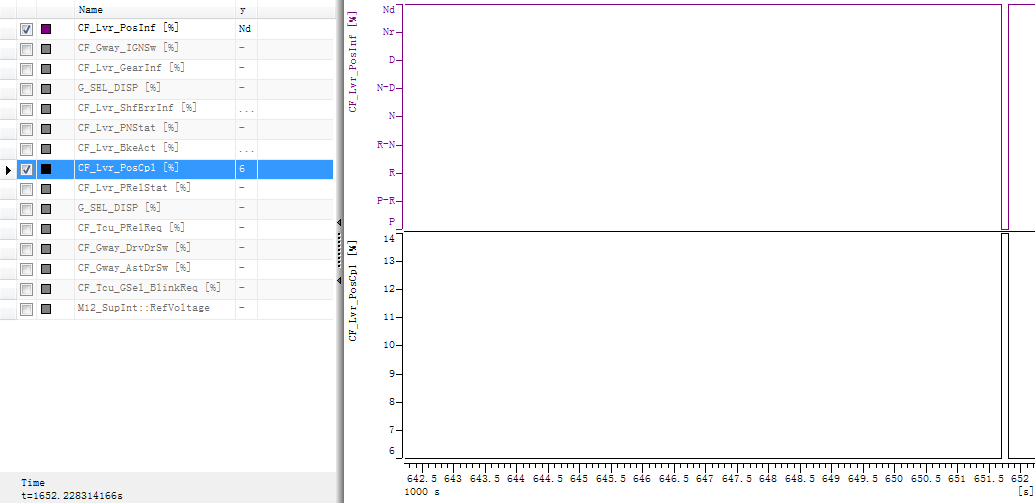 Name y
CF_Lvr_PosInf [%] Nd
CF_Gway_IGNSw [%] -
CF_Lvr_GearInf [%] -
G_SEL_DISP [%] -
CF_Lvr_ShfErrInf [%] ...
CF_Lvr_PNStat [%] -
CF_Lvr_BkeAct [%] ...
CF_Lvr_PosCpl [%] 6
CF_Lvr_PRelStat [%] -
G_SEL_DISP [%] -
CF_Tcu_PRelReq [%] -
CF_Gway_DrvDrSw [%] -
CF_Gway_AstDrSw [%] -
CF_Tcu_GSel_BlinkReq [%] -
M12_SupInt::RefVoltage -
Time
t=1652.228314166s
CF_Lvr_PosInf [%]
Nd
Nr
D
N-D
N
R-N
R
P-R
P
CF_Lvr_PosCpl [%]
14
13
12
11
10
9
8
7
6
642.5 643 643.5 644 644.5 645 645.5 646 646.5 647 647.5 648 648.5 649 649.5 650 650.5 651 651.5 652
1000 s [s]